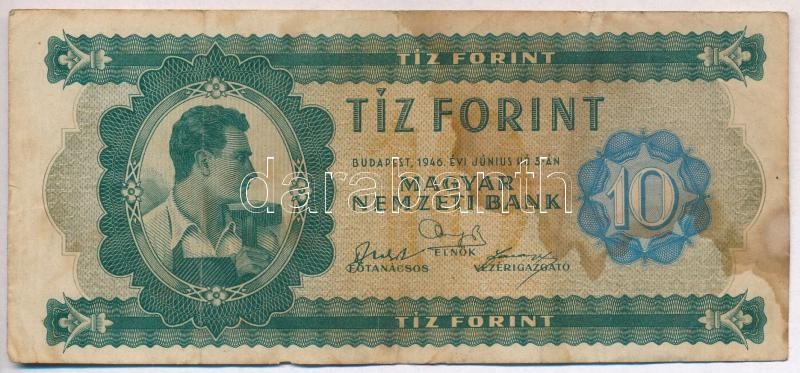 TÍZ FORINT
TÍZ FORINT
BUDAPEST, 1946. ÉVI JÚNIUS HÓ 3-ÁN
MAGYAR
NEMZETI BANK
10
darabanth
ELNÖK
FŐTANÁCSOS
VEZÉRIGAZGATÓ
TÍZ FORINT